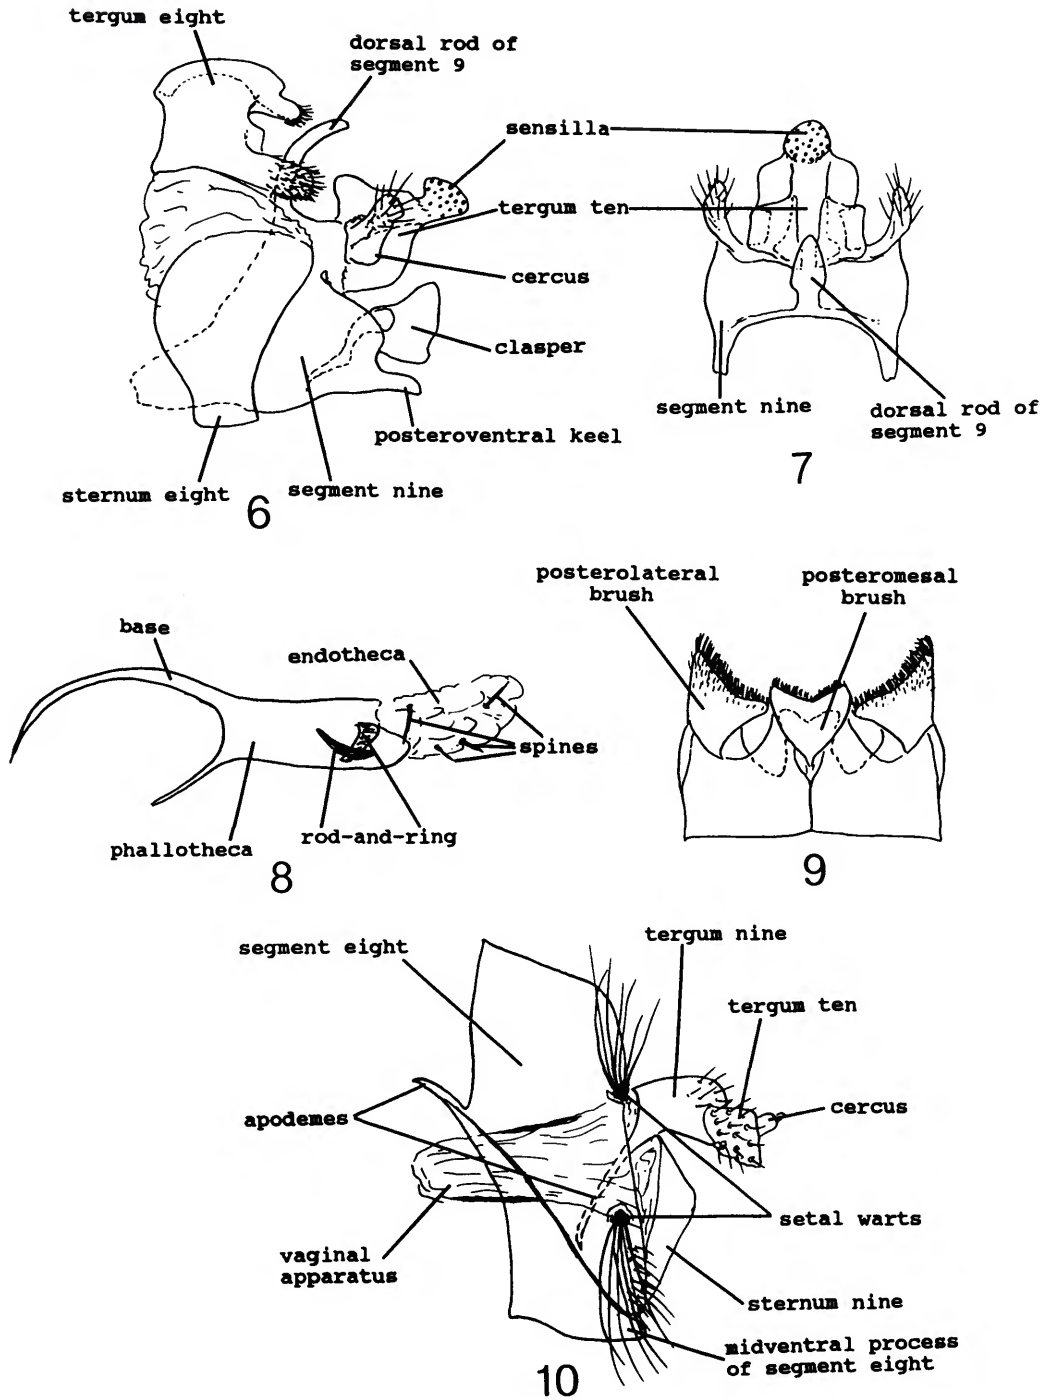 tergum eight
dorsal rod of
segment 9
sensilla
tergum ten
cercus
clasper
posteroventral keel
sternum eight
segment nine
6
segment nine
dorsal rod of
segment 9
7
base
endotheca
spines
phallotheca
rod-and-ring
8
posterolateral
brush
posteromesal
brush
9
segment eight
tergum nine
tergum ten
cercus
apodemes
setal warts
vaginal
apparatus
sternum nine
midventral process
of segment eight
10